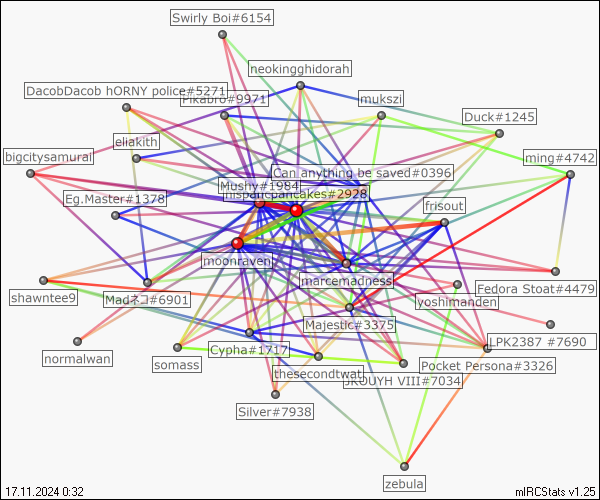 Swirly Boi#6154
neokingghidorah
DacobDacob hORNY police#5271
Pikabro#9971
mukszi
Duck#1245
eliakith
bigcitysamurai
ming#4742
Can anything be saved#0396
Mushy#1984
hispanicpancakes#2928
Eg.Master#1378
frisout
moonraven
marcemadness
Fedora Stoat#4479
shawntee9
Madネコ#6901
yoshimanden
Majestic#3375
LPK2387 #7690
normalwan
somass
Cypha#1717
Pocket Persona#3326
thesecondtwat
JROUYH VIII#7034
Silver#7938
zebula
17.11.2024 0:32
mIRCStats v1.25